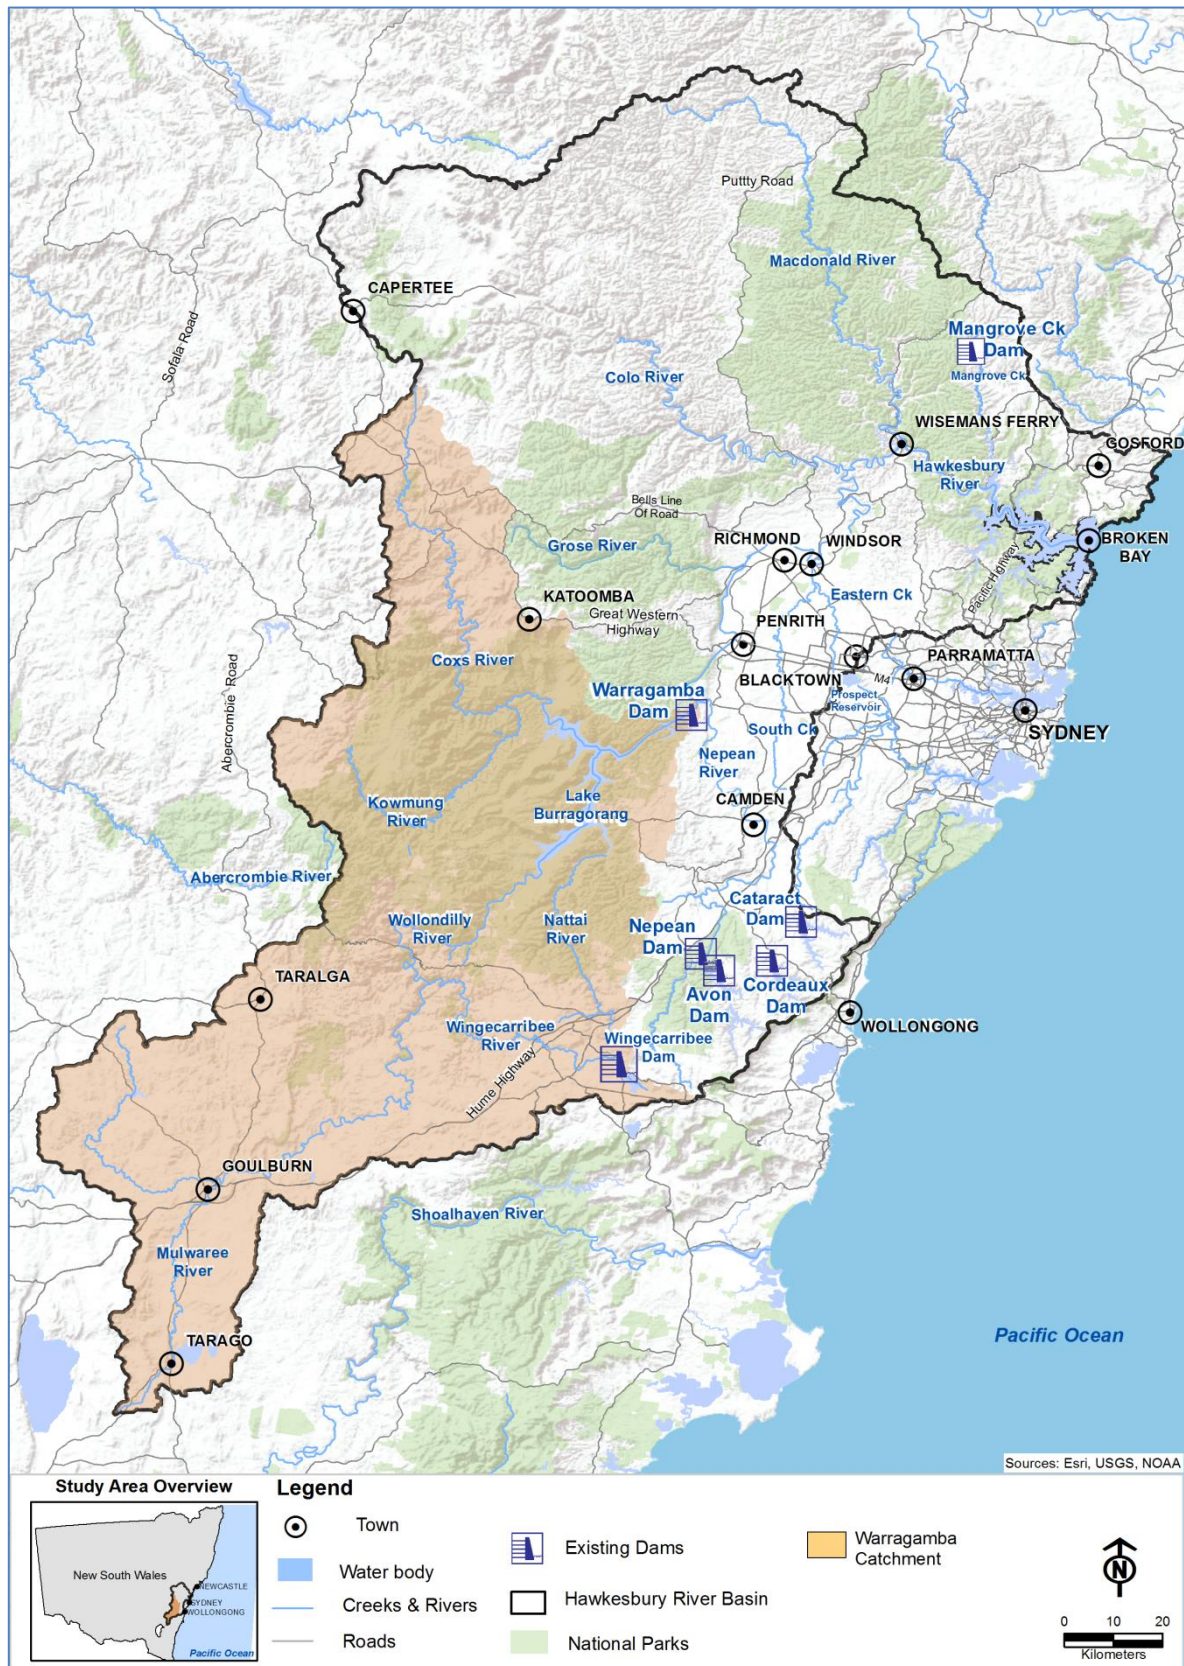 Puttty Road
Macdonald River
CAPERTEE
Sofala Road
Mangrove Ck
Dam
Mangrove Ck
Colo River
WISEMANS FERRY
GOSFORD
Hawkesbury
River
Bells Line
Of Road
Grose River
RICHMOND
WINDSOR
BROKEN
BAY
Pacific Highway
Eastern Ck
KATOOMBA
Great Western
Highway
PENRITH
Coxs River
BLACKTOWN
M4
PARRAMATTA
Warragamba
Dam
Prospect
Reservoir
SYDNEY
South Ck
Nepean
River
Abercrombie Road
Kowmung
River
Lake
Burragorang
CAMDEN
Abercrombie River
Wollondilly
River
Nattai
River
Cataract
Dam
Nepean
Dam
Avon
Dam
Cordeaux
Dam
TARALGA
WOLLONGONG
Wingecarribee
River
Wingecarribee
Dam
Hume Highway
GOULBURN
Shoalhaven River
Mulwaree
River
TARAGO
Pacific Ocean
Sources: Esri, USGS, NOAA
Study Area Overview
New South Wales
NEWCASTLE
SYDNEY
WOLLONGONG
Pacific Ocean
Legend
Town
Water body
Creeks & Rivers
Roads
Existing Dams
Hawkesbury River Basin
National Parks
Warragamba
Catchment
N
0 10 20
Kilometers